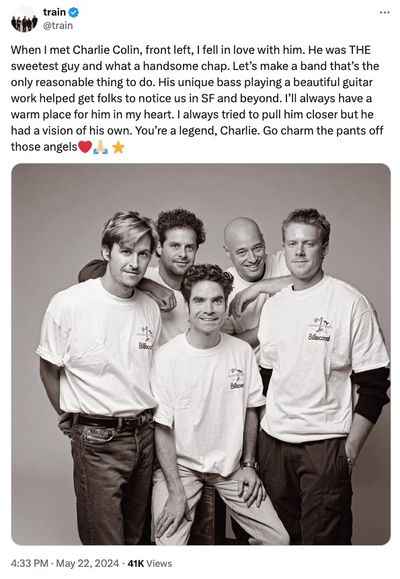 train
@train
When I met Charlie Colin, front left, I fell in love with him. He was THE
sweetest guy and what a handsome chap. Let’s make a band that’s the
only reasonable thing to do. His unique bass playing a beautiful guitar
work helped get folks to notice us in SF and beyond. I’ll always have a
warm place for him in my heart. I always tried to pull him closer but he
had a vision of his own. You’re a legend, Charlie. Go charm the pants off
those angels❤️🙏🏻⭐
Billboard
Billboard
Billboard
4:33 PM · May 22, 2024 · 41K Views